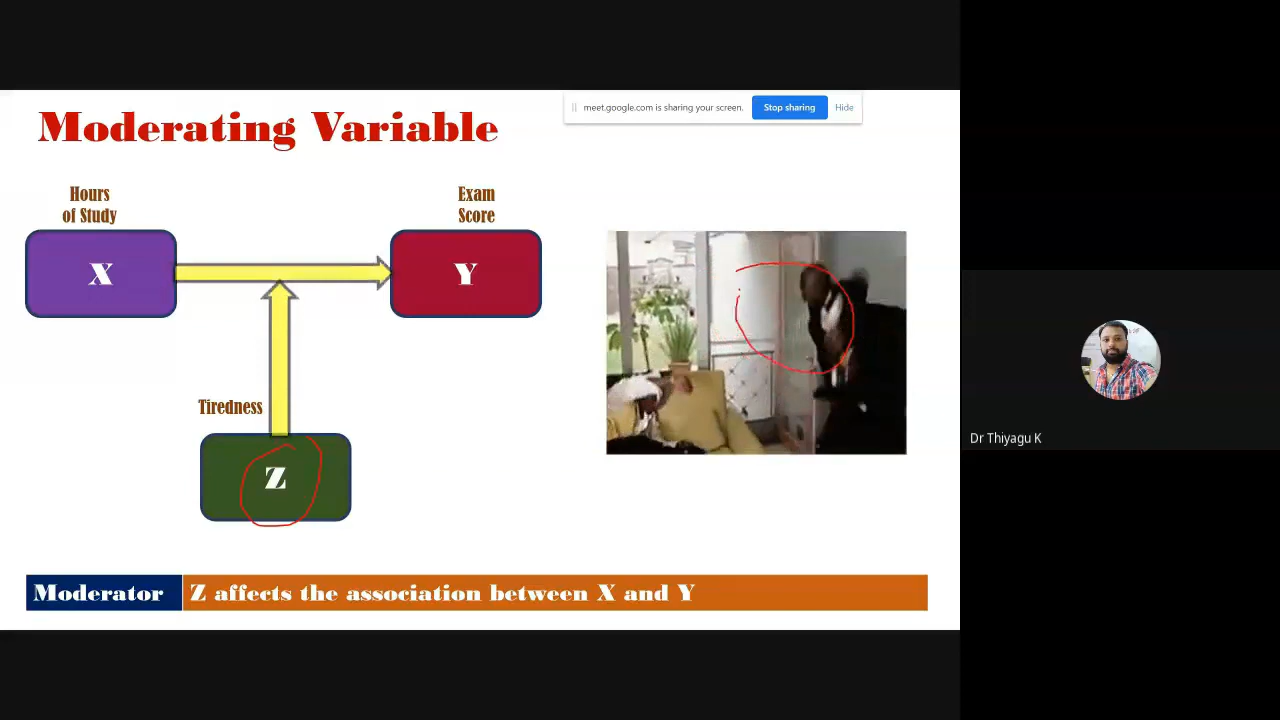 Moderating Variable
meet.google.com is sharing your screen.
Stop sharing
Hide
Hours
of Study
Exam
Score
X
Y
Tiredness
Z
Dr Thiyagu K
Moderator
Z affects the association between X and Y